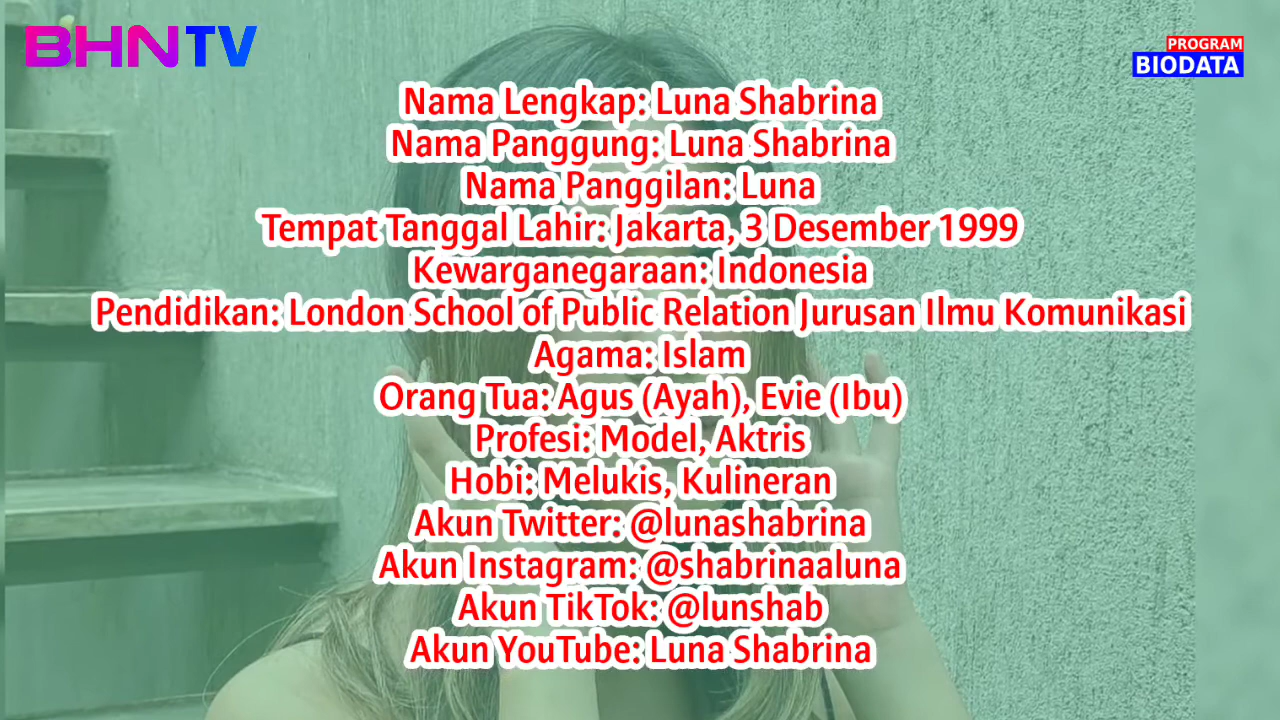 BHNTV
PROGRAM
BIODATA
Nama Lengkap: Luna Shabrina
Nama Panggung: Luna Shabrina
Nama Panggilan: Luna
Tempat Tanggal Lahir: Jakarta, 3 Desember 1999
Kewarganegaraan: Indonesia
Pendidikan: London School of Public Relation Jurusan Ilmu Komunikasi
Agama: Islam
Orang Tua: Agus (Ayah), Evie (Ibu)
Profesi: Model, Aktris
Hobi: Melukis, Kulineran
Akun Twitter: @lunashabrina
Akun Instagram: @shabrinaaluna
Akun TikTok: @lunshab
Akun YouTube: Luna Shabrina